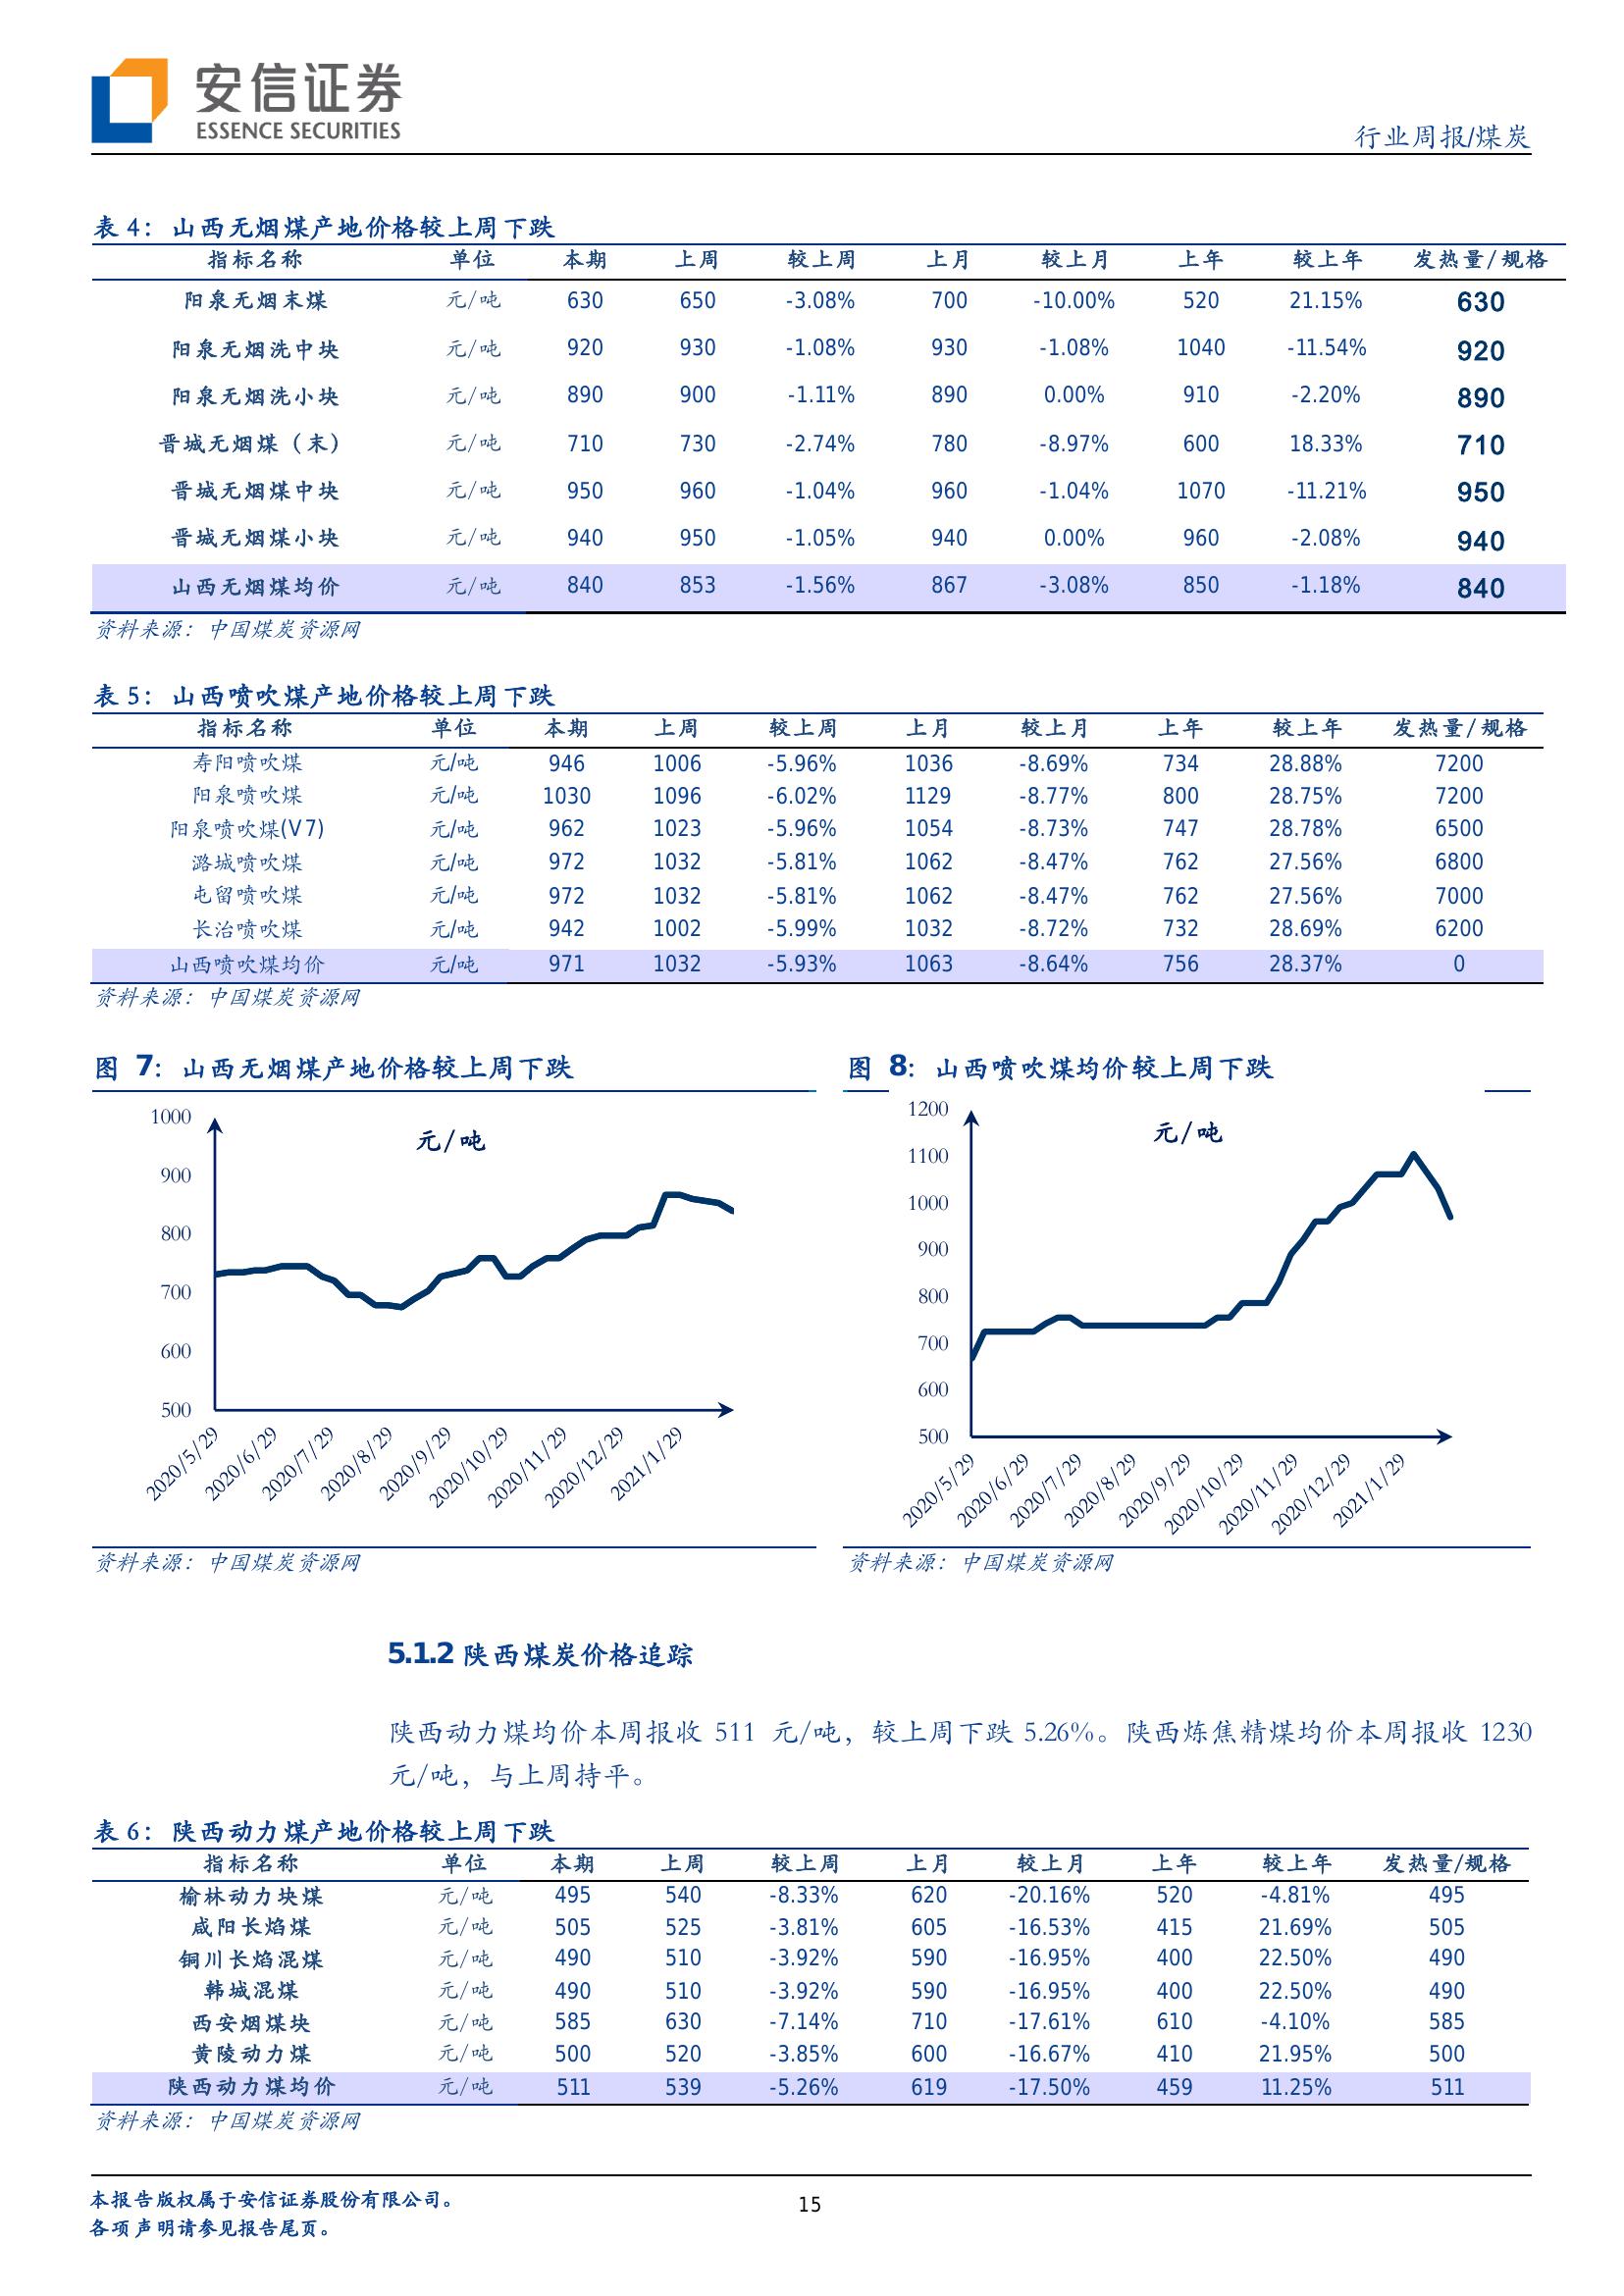 安信证券
ESSENCE SECURITIES
行业周报/煤炭
表 4：山西无烟煤产地价格较上周下跌
指标名称 单位 本期 上周 较上周 上月 较上月 上年 较上年 发热量/规格
阳泉无烟末煤 元/吨 630 650 -3.08% 700 -10.00% 520 21.15% 630
阳泉无烟洗中块 元/吨 920 930 -1.08% 930 -1.08% 1040 -11.54% 920
阳泉无烟洗小块 元/吨 890 900 -1.11% 890 0.00% 910 -2.20% 890
晋城无烟煤（末） 元/吨 710 730 -2.74% 780 -8.97% 600 18.33% 710
晋城无烟煤中块 元/吨 950 960 -1.04% 960 -1.04% 1070 -11.21% 950
晋城无烟煤小块 元/吨 940 950 -1.05% 940 0.00% 960 -2.08% 940
山西无烟煤均价 元/吨 840 853 -1.56% 867 -3.08% 850 -1.18% 840
资料来源：中国煤炭资源网
表 5：山西喷吹煤产地价格较上周下跌
指标名称 单位 本期 上周 较上周 上月 较上月 上年 较上年 发热量/规格
寿阳喷吹煤 元/吨 946 1006 -5.96% 1036 -8.69% 734 28.88% 7200
阳泉喷吹煤 元/吨 1030 1096 -6.02% 1129 -8.77% 800 28.75% 7200
阳泉喷吹煤(V7) 元/吨 962 1023 -5.96% 1054 -8.73% 747 28.78% 6500
潞城喷吹煤 元/吨 972 1032 -5.81% 1062 -8.47% 762 27.56% 6800
屯留喷吹煤 元/吨 972 1032 -5.81% 1062 -8.47% 762 27.56% 7000
长治喷吹煤 元/吨 942 1002 -5.99% 1032 -8.72% 732 28.69% 6200
山西喷吹煤均价 元/吨 971 1032 -5.93% 1063 -8.64% 756 28.37% 0
资料来源：中国煤炭资源网
图 7：山西无烟煤产地价格较上周下跌
元/吨
1000
900
800
700
600
500
2020/5/29 2020/6/29 2020/7/29 2020/8/29 2020/9/29 2020/10/29 2020/11/29 2020/12/29 2021/1/29
资料来源：中国煤炭资源网
图 8：山西喷吹煤均价较上周下跌
元/吨
1200
1100
1000
900
800
700
600
500
2020/5/29 2020/6/29 2020/7/29 2020/8/29 2020/9/29 2020/10/29 2020/11/29 2020/12/29 2021/1/29
资料来源：中国煤炭资源网
5.1.2 陕西煤炭价格追踪
陕西动力煤均价本周报收 511 元/吨，较上周下跌 5.26%。陕西炼焦精煤均价本周报收 1230
元/吨，与上周持平。
表 6：陕西动力煤产地价格较上周下跌
指标名称 单位 本期 上周 较上周 上月 较上月 上年 较上年 发热量/规格
榆林动力块煤 元/吨 495 540 -8.33% 620 -20.16% 520 -4.81% 495
咸阳长焰煤 元/吨 505 525 -3.81% 605 -16.53% 415 21.69% 505
铜川长焰混煤 元/吨 490 510 -3.92% 590 -16.95% 400 22.50% 490
韩城混煤 元/吨 490 510 -3.92% 590 -16.95% 400 22.50% 490
西安烟煤块 元/吨 585 630 -7.14% 710 -17.61% 610 -4.10% 585
黄陵动力煤 元/吨 500 520 -3.85% 600 -16.67% 410 21.95% 500
陕西动力煤均价 元/吨 511 539 -5.26% 619 -17.50% 459 11.25% 511
资料来源：中国煤炭资源网
本报告版权属于安信证券股份有限公司。
各项声明请参见报告尾页。
15